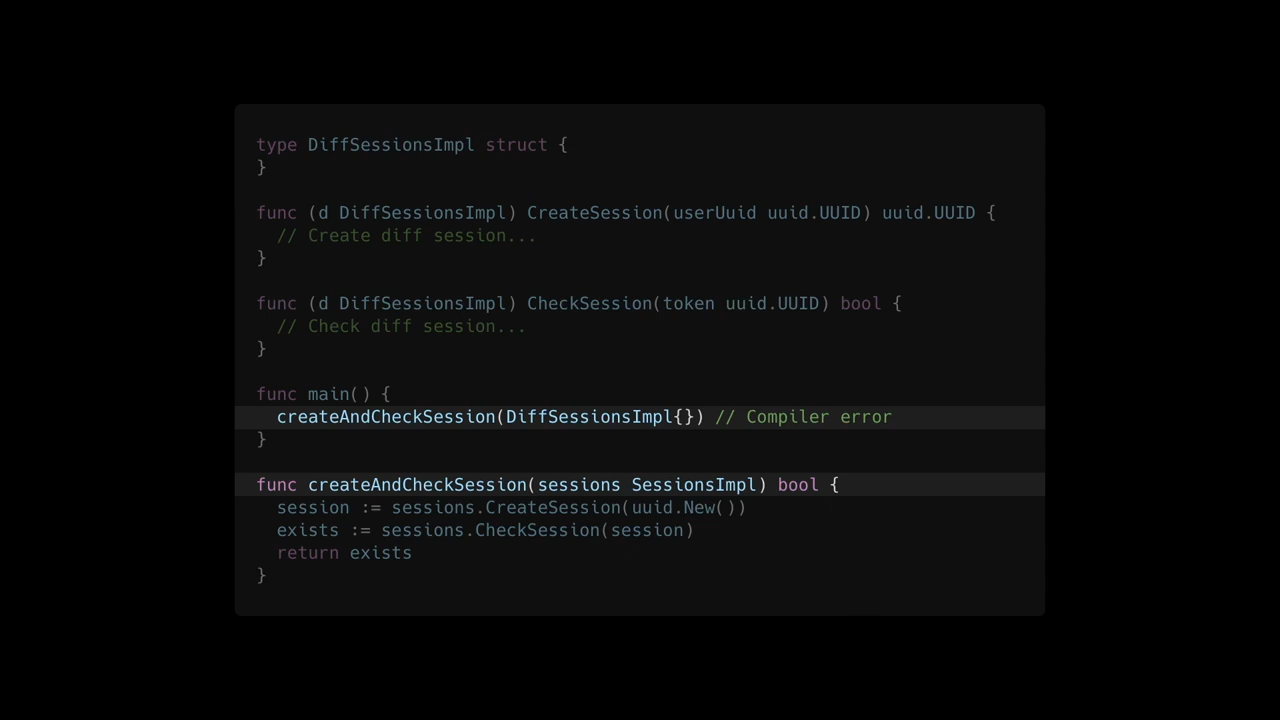 type DiffSessionsImpl struct {
}
func (d DiffSessionsImpl) CreateSession(userUuid uuid.UUID) uuid.UUID {
  // Create diff session...
}
func (d DiffSessionsImpl) CheckSession(token uuid.UUID) bool {
  // Check diff session...
}
func main() {
  createAndCheckSession(DiffSessionsImpl{}) // Compiler error
}
func createAndCheckSession(sessions SessionsImpl) bool {
  session := sessions.CreateSession(uuid.New())
  exists := sessions.CheckSession(session)
  return exists
}